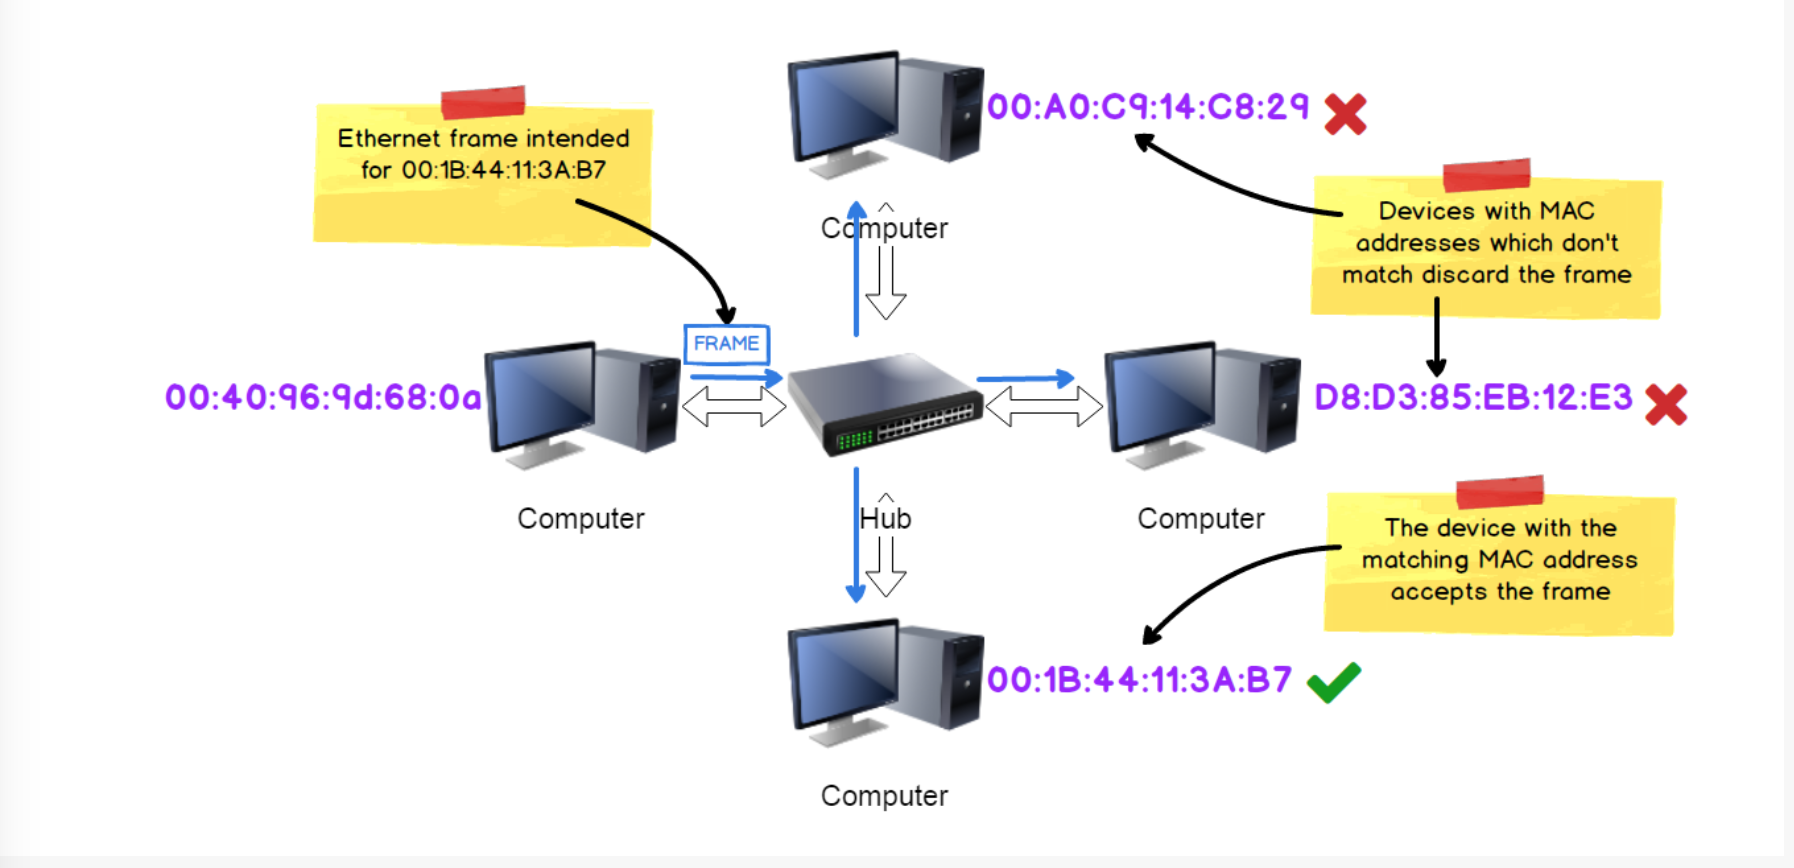 00:A0:C9:14:C8:29
Ethernet frame intended
for 00:1B:44:11:3A:B7
Devices with MAC
addresses which don't
match discard the frame
Computer
FRAME
00:40:96:9d:68:0a
D8:D3:85:EB:12:E3
Computer
Hub
Computer
The device with the
matching MAC address
accepts the frame
00:1B:44:11:3A:B7
Computer